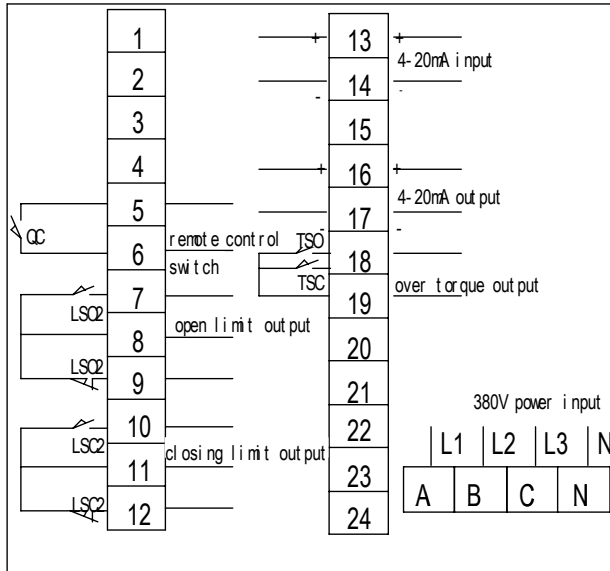 1
2
3
4
5
6
7
8
9
10
11
12
QC
remote control
switch
LSO2
open limit output
LSO2
LSC2
closing limit output
LSC2
13
14
15
16
17
18
19
20
21
22
23
24
+ +
4-20mA input
- -
+ +
4-20mA output
- -
TSO
TSC
over torque output
380V power input
L1 L2 L3 N
A B C N